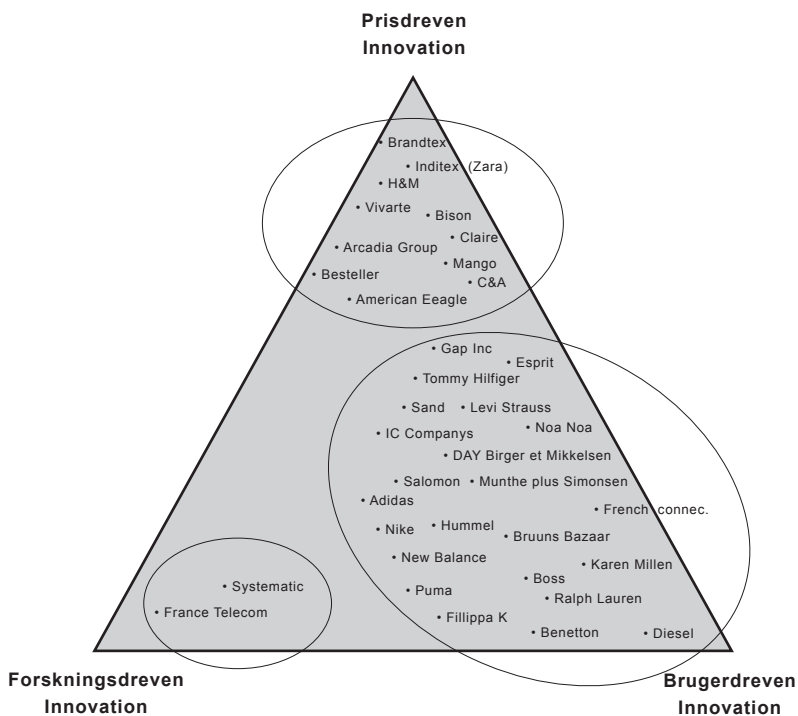 Prisdreven
Innovation
• Brandtex
• Inditex (Zara)
• H&M
• Vivarte
• Bison
• Claire
• Arcadia Group
• Mango
• Besteller
• C&A
• American Eeagle
• Gap Inc
• Esprit
• Tommy Hilfiger
• Sand • Levi Strauss
• Noa Noa
• IC Companys
• DAY Birger et Mikkelsen
• Salomon • Munthe plus Simonsen
• Adidas
• French connec.
• Nike • Hummel
• Bruuns Bazaar
• New Balance
• Karen Millen
• Boss
• Systematic
• Puma
• Ralph Lauren
• France Telecom
• Fillippa K
• Benetton • Diesel
Forskningsdreven
Innovation
Brugerdreven
Innovation